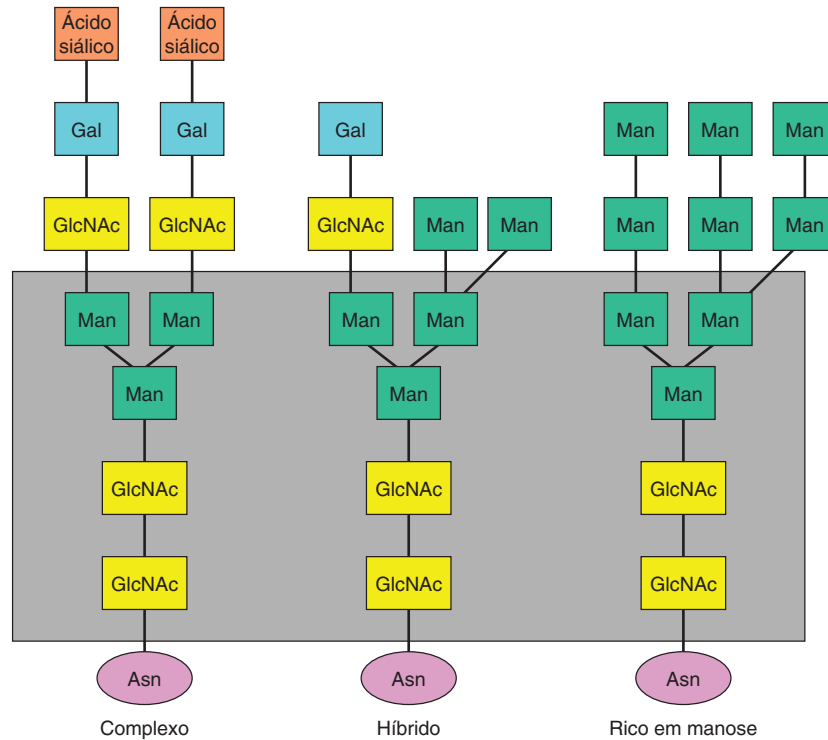 Ácido
siálico
Ácido
siálico
Gal
Gal
Gal
Man
Man
Man
GlcNAc
GlcNAc
GlcNAc
Man
Man
Man
Man
Man
Man
Man
Man
Man
Man
Man
Man
Man
Man
GlcNAc
GlcNAc
GlcNAc
GlcNAc
GlcNAc
GlcNAc
Asn
Asn
Asn
Complexo
Híbrido
Rico em manose